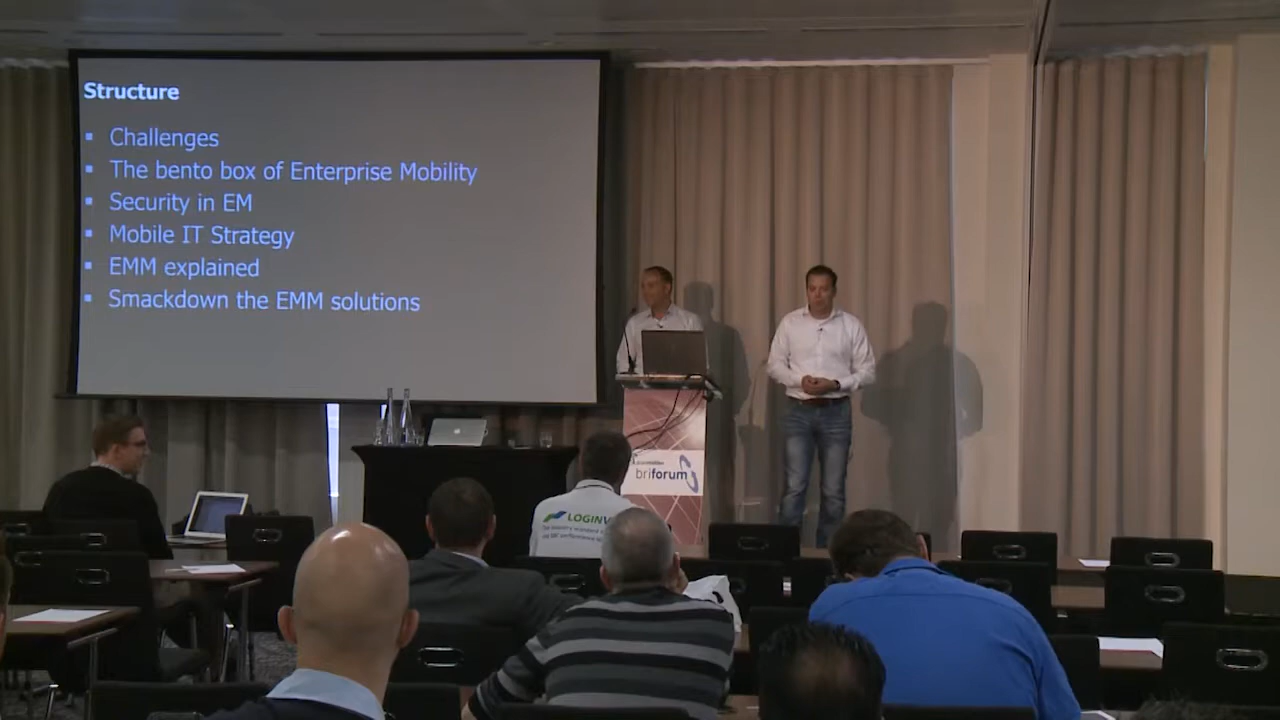 Structure
▪ Challenges
▪ The bento box of Enterprise Mobility
▪ Security in EM
▪ Mobile IT Strategy
▪ EMM explained
▪ Smackdown the EMM solutions
briforum
LOGINV